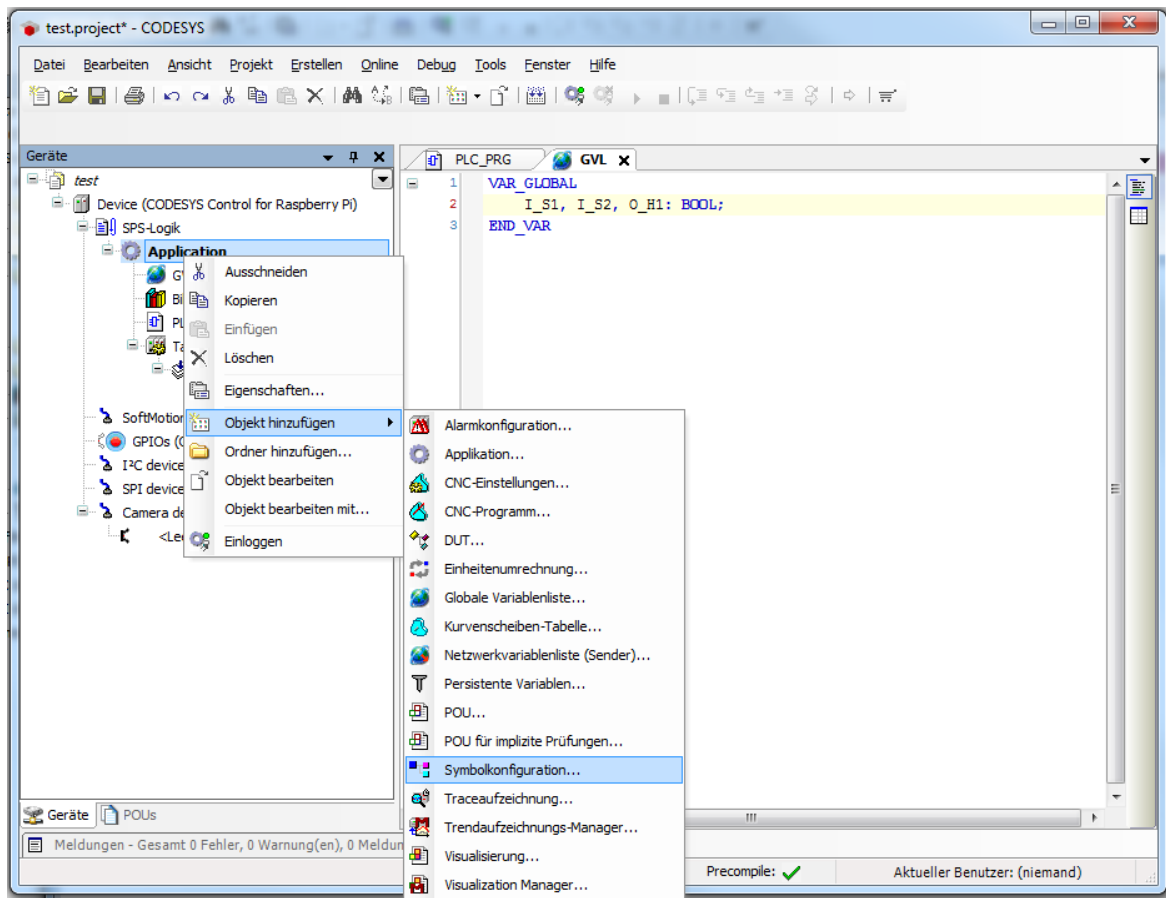 test.project* - CODESYS
Datei Bearbeiten Ansicht Projekt Erstellen Online Debug Tools Fenster Hilfe
Geräte
test
Device (CODESYS Control for Raspberry Pi)
SPS-Logik
Application
SoftMotion
GPIOs
I²C device
SPI device
Camera de
Ausschneiden
Kopieren
Einfügen
Löschen
Eigenschaften...
Objekt hinzufügen
Ordner hinzufügen...
Objekt bearbeiten
Objekt bearbeiten mit...
Einloggen
Alarmkonfiguration...
Applikation...
CNC-Einstellungen...
CNC-Programm...
DUT...
Einheitenumrechnung...
Globale Variablenliste...
Kurvenscheiben-Tabelle...
Netzwerkvariablenliste (Sender)...
Persistente Variablen...
POU...
POU für implizite Prüfungen...
Symbolkonfiguration...
Traceaufzeichnung...
Trendaufzeichnungs-Manager...
Visualisierung...
Visualization Manager...
PLC_PRG GVL
1 VAR_GLOBAL
2 I_S1, I_S2, O_H1: BOOL;
3 END_VAR
Geräte POUs
Meldungen - Gesamt 0 Fehler, 0 Warnung(en), 0 Meldun
Precompile: Aktueller Benutzer: (niemand)